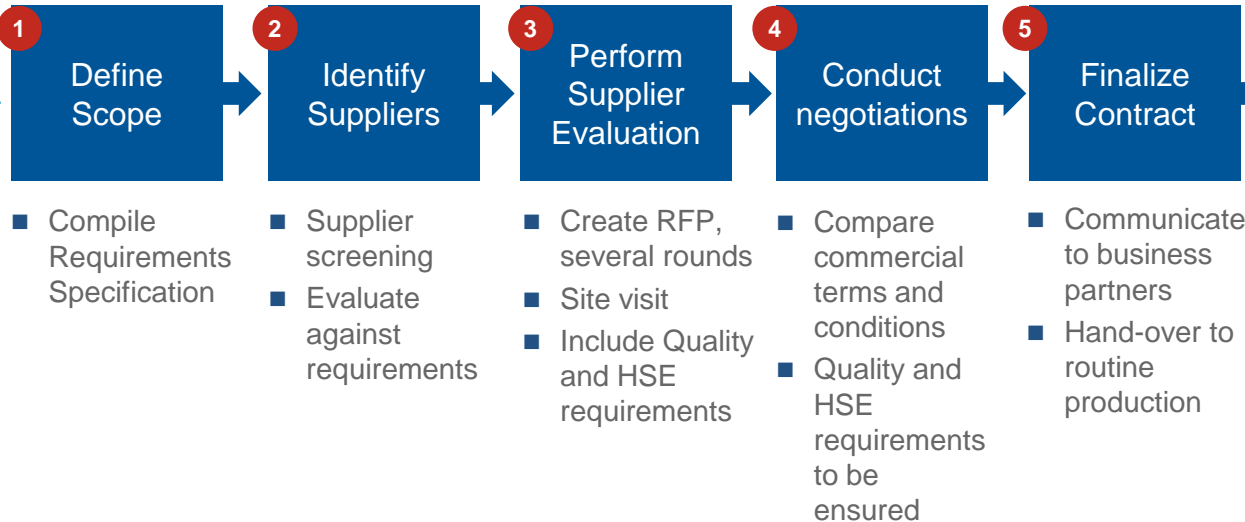 1
Define
Scope
■ Compile
Requirements
Specification
2
Identify
Suppliers
■ Supplier
screening
■ Evaluate
against
requirements
3
Perform
Supplier
Evaluation
■ Create RFP,
several rounds
■ Site visit
■ Include Quality
and HSE
requirements
4
Conduct
negotiations
■ Compare
commercial
terms and
conditions
■ Quality and
HSE
requirements
to be
ensured
5
Finalize
Contract
■ Communicate
to business
partners
■ Hand-over to
routine
production